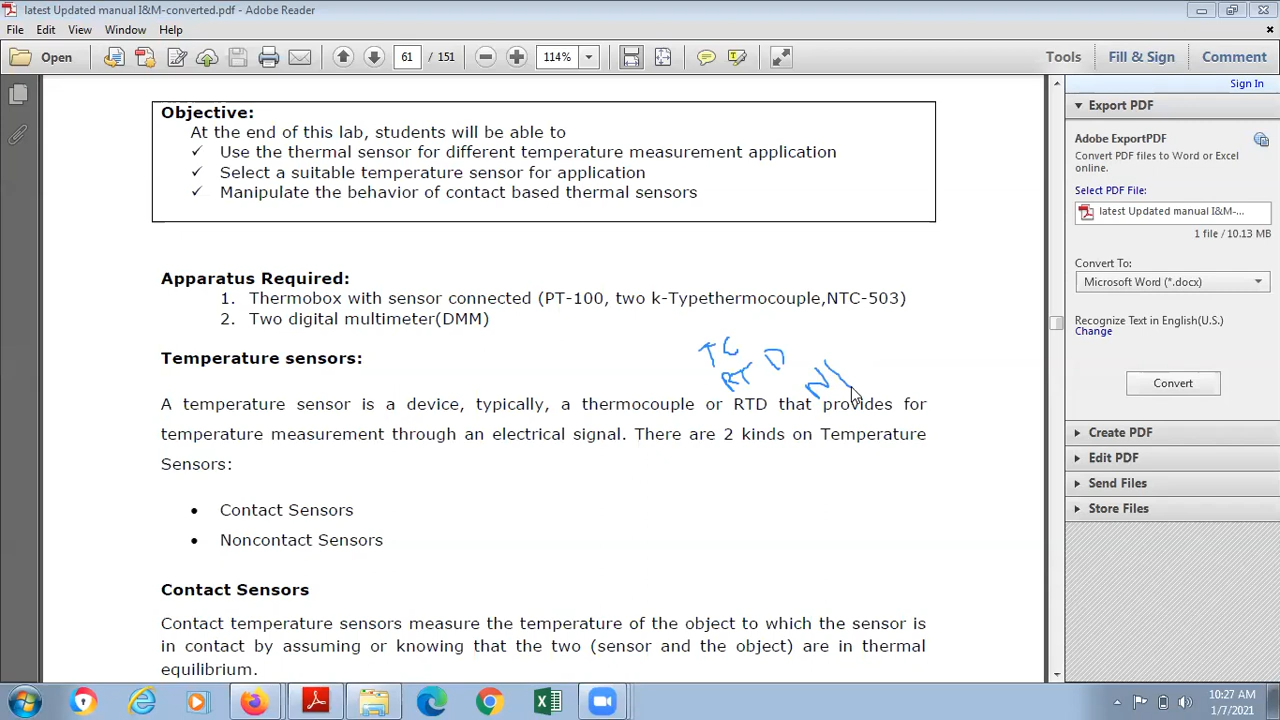 latest Updated manual I&M-converted.pdf - Adobe Reader
File Edit View Window Help
Open 61 / 151 114% Tools Fill & Sign Comment
Sign In
Objective:
At the end of this lab, students will be able to
✓ Use the thermal sensor for different temperature measurement application
✓ Select a suitable temperature sensor for application
✓ Manipulate the behavior of contact based thermal sensors
Apparatus Required:
1. Thermobox with sensor connected (PT-100, two k-Typethermocouple,NTC-503)
2. Two digital multimeter(DMM)
Temperature sensors:
TC
RTD
A temperature sensor is a device, typically, a thermocouple or RTD that provides for
temperature measurement through an electrical signal. There are 2 kinds on Temperature
Sensors:
• Contact Sensors
• Noncontact Sensors
Contact Sensors
Contact temperature sensors measure the temperature of the object to which the sensor is
in contact by assuming or knowing that the two (sensor and the object) are in thermal
equilibrium.
Export PDF
Adobe ExportPDF
Convert PDF files to Word or Excel
online.
Select PDF File:
latest Updated manual I&M-...
1 file / 10.13 MB
Convert To:
Microsoft Word (*.docx)
Recognize Text in English(U.S.)
Change
Convert
Create PDF
Edit PDF
Send Files
Store Files
10:27 AM
1/7/2021